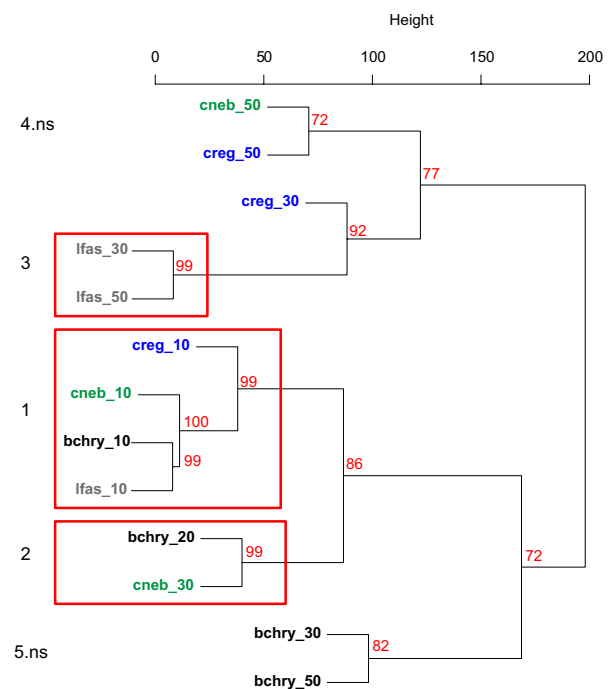 Height
0 50 100 150 200
cneb_50
72
4.ns
creg_50
77
creg_30
92
lfas_30
3
99
lfas_50
creg_10
99
cneb_10
1
100
bchry_10
99
86
lfas_10
bchry_20
2
99
72
cneb_30
bchry_30
82
5.ns
bchry_50